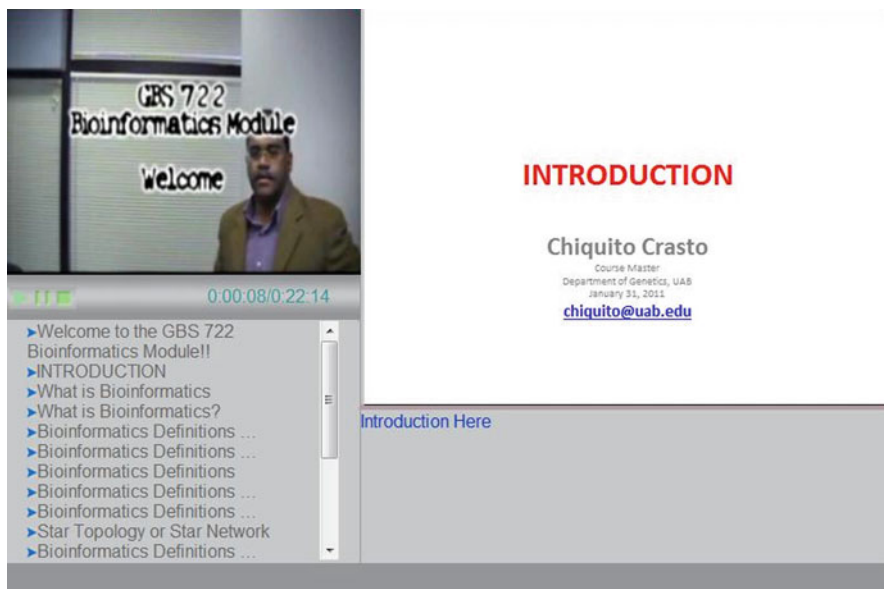 GBS 722
Bioinformatics Module
Welcome
0:00:08/0:22:14
➤Welcome to the GBS 722
Bioinformatics Module!!
➤INTRODUCTION
➤What is Bioinformatics
➤What is Bioinformatics?
➤Bioinformatics Definitions ...
➤Bioinformatics Definitions ...
➤Bioinformatics Definitions
➤Bioinformatics Definitions ...
➤Bioinformatics Definitions ...
➤Star Topology or Star Network
➤Bioinformatics Definitions ...
INTRODUCTION
Chiquito Crasto
Course Master
Department of Genetics, UAB
January 31, 2011
chiquito@uab.edu
Introduction Here